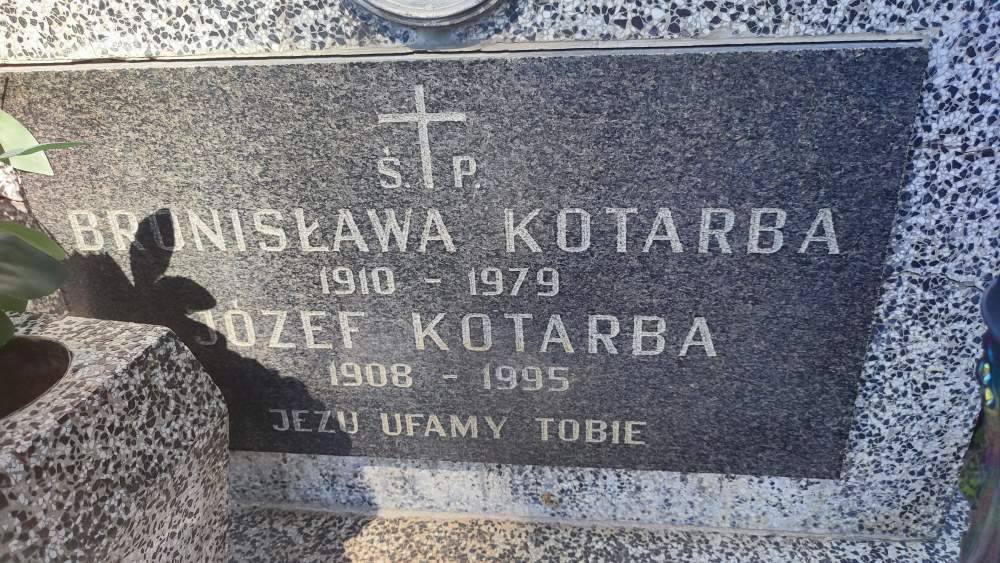 Ś. P.
BRONISŁAWA KOTARBA
1910 - 1979
JÓZEF KOTARBA
1908 - 1995
JEZU UFAMY TOBIE